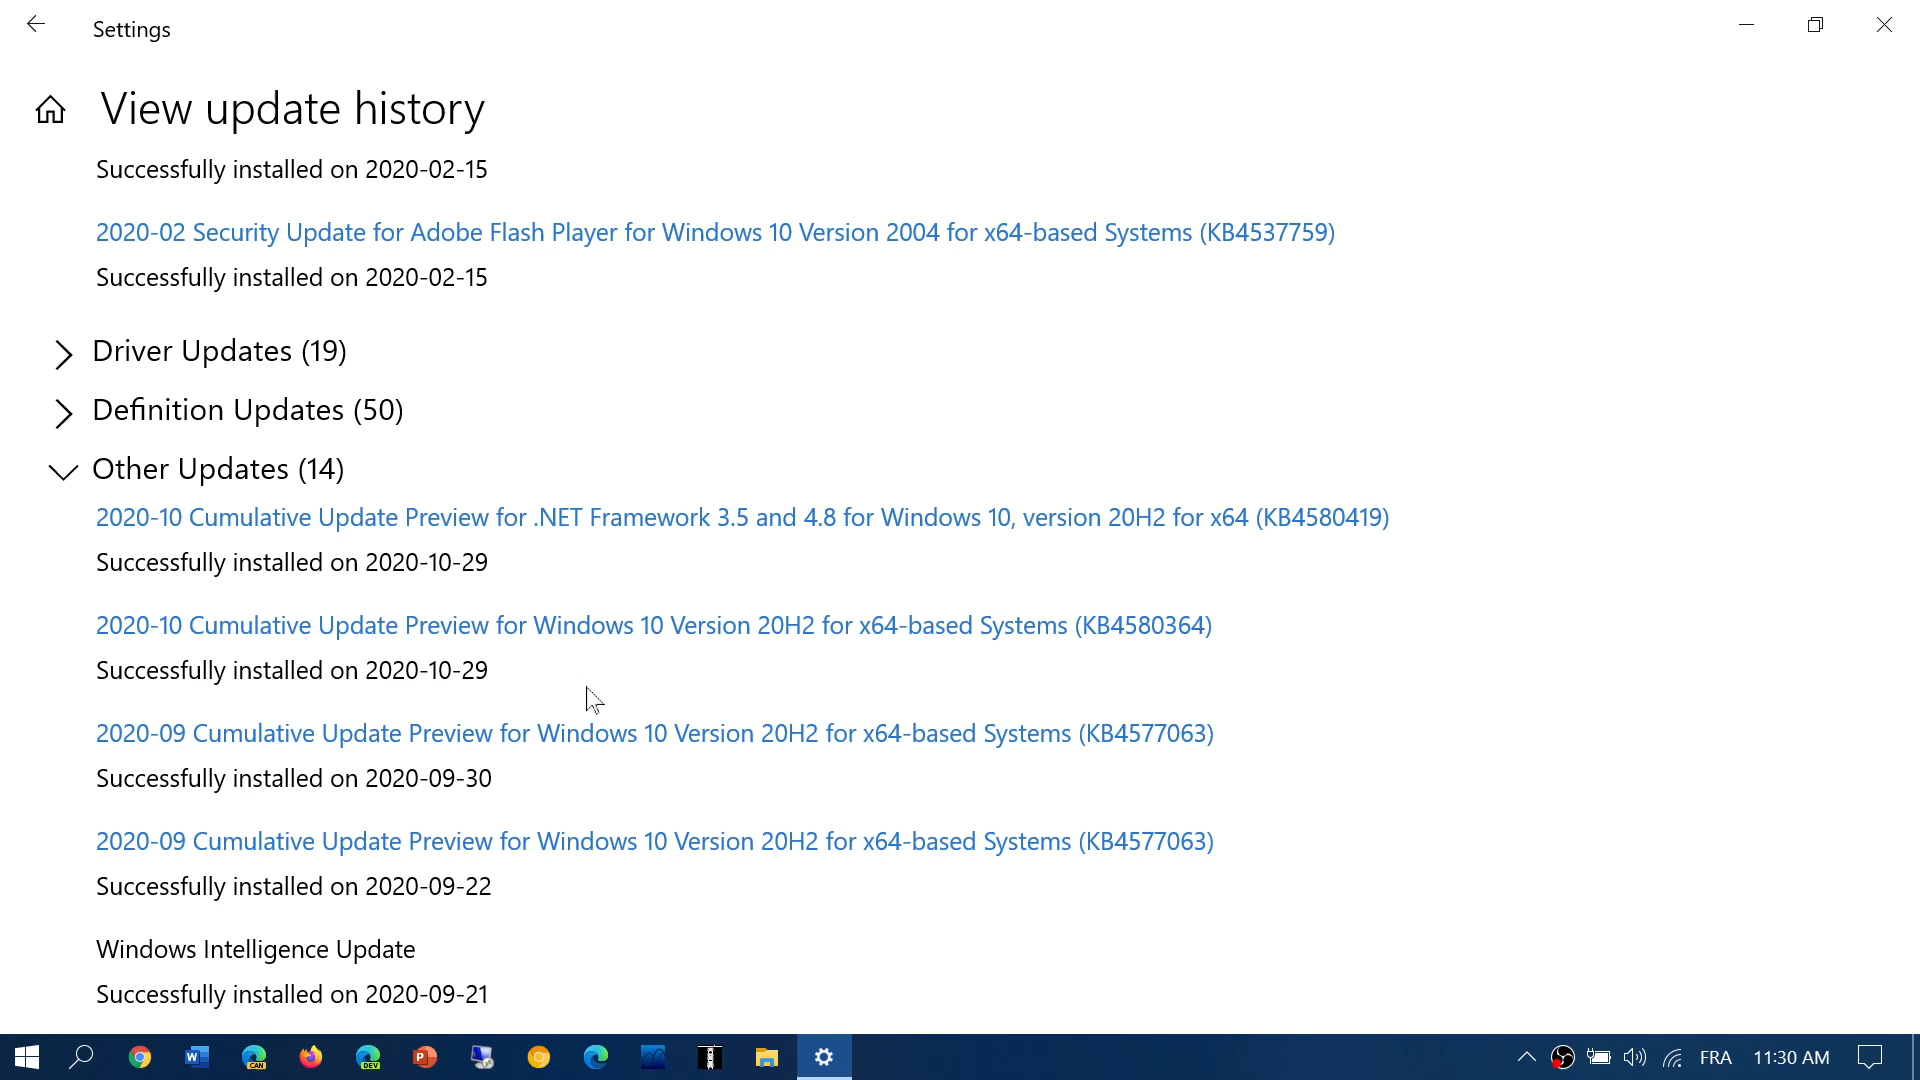 Settings
View update history
Successfully installed on 2020-02-15
2020-02 Security Update for Adobe Flash Player for Windows 10 Version 2004 for x64-based Systems (KB4537759)
Successfully installed on 2020-02-15
Driver Updates (19)
Definition Updates (50)
Other Updates (14)
2020-10 Cumulative Update Preview for .NET Framework 3.5 and 4.8 for Windows 10, version 20H2 for x64 (KB4580419)
Successfully installed on 2020-10-29
2020-10 Cumulative Update Preview for Windows 10 Version 20H2 for x64-based Systems (KB4580364)
Successfully installed on 2020-10-29
2020-09 Cumulative Update Preview for Windows 10 Version 20H2 for x64-based Systems (KB4577063)
Successfully installed on 2020-09-30
2020-09 Cumulative Update Preview for Windows 10 Version 20H2 for x64-based Systems (KB4577063)
Successfully installed on 2020-09-22
Windows Intelligence Update
Successfully installed on 2020-09-21
W CAN DEV P FRA 11:30 AM